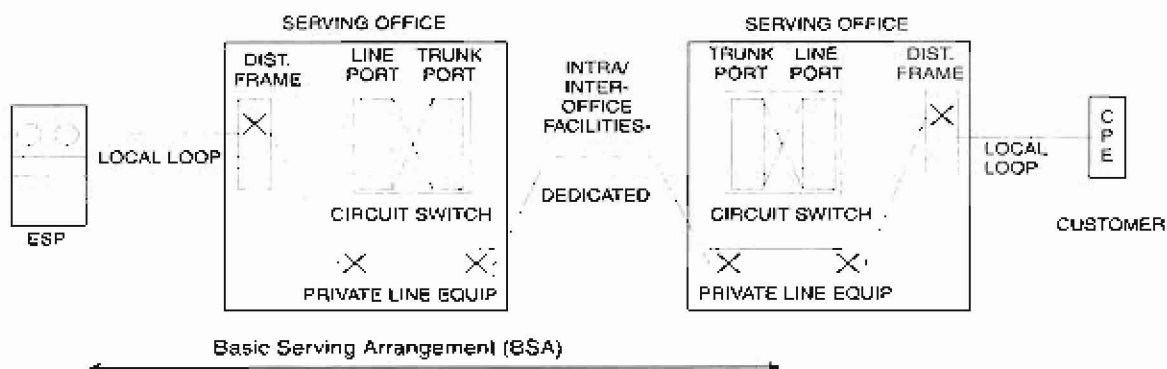 SERVING OFFICE
DIST.
FRAME
LINE
PORT
TRUNK
PORT
LOCAL LOOP
ESP
CIRCUIT SWITCH
PRIVATE LINE EQUIP
INTRA/
INTER-
OFFICE
FACILITIES-
DEDICATED
SERVING OFFICE
TRUNK
PORT
LINE
PORT
DIST.
FRAME
CIRCUIT SWITCH
PRIVATE LINE EQUIP
LOCAL
LOOP
C
P
E
CUSTOMER
Basic Serving Arrangement (BSA)